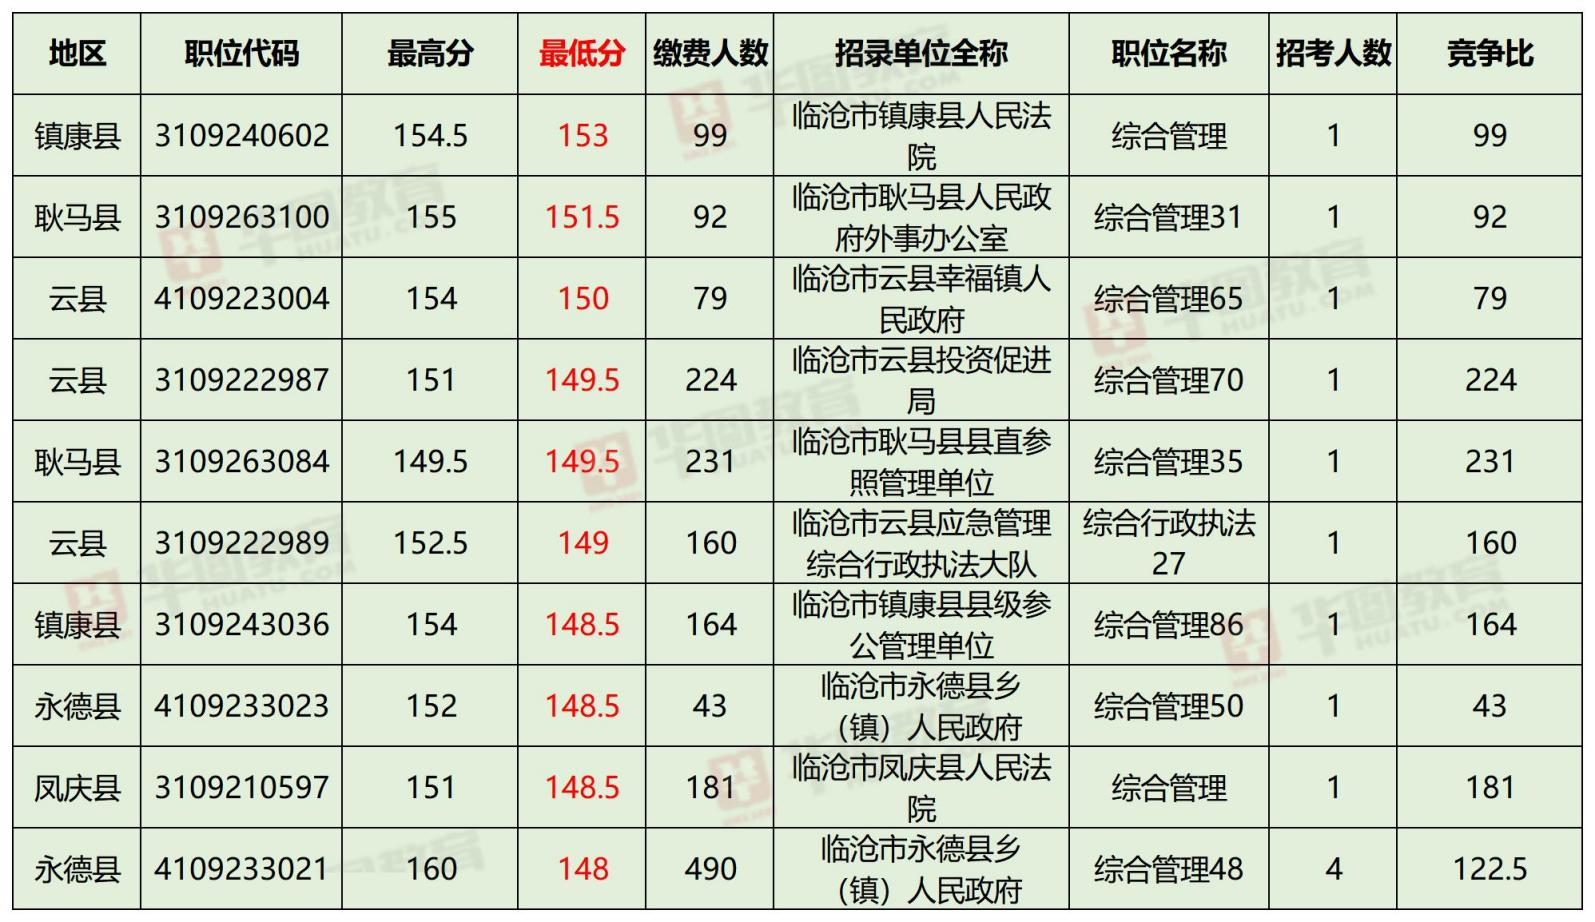 地区 职位代码 最高分 最低分 缴费人数 招录单位全称 职位名称 招考人数 竞争比
镇康县 3109240602 154.5 153 99 临沧市镇康县人民法 综合管理 1 99
院
耿马县 3109263100 155 151.5 92 临沧市耿马县人民政 综合管理31 1 92
府外事办公室
云县 4109223004 154 150 79 临沧市云县幸福镇人 综合管理65 1 79
民政府
云县 3109222987 151 149.5 224 临沧市云县投资促进 综合管理70 1 224
局
耿马县 3109263084 149.5 149.5 231 临沧市耿马县县直参 综合管理35 1 231
照管理单位
云县 3109222989 152.5 149 160 临沧市云县应急管理 综合行政执法 1 160
综合行政执法大队 27
镇康县 3109243036 154 148.5 164 临沧市镇康县县级参 综合管理86 1 164
公管理单位
永德县 4109233023 152 148.5 43 临沧市永德县乡 综合管理50 1 43
（镇）人民政府
凤庆县 3109210597 151 148.5 181 临沧市凤庆县人民法 综合管理 1 181
院
永德县 4109233021 160 148 490 临沧市永德县乡 综合管理48 4 122.5
（镇）人民政府
华图教育
HUATU.COM